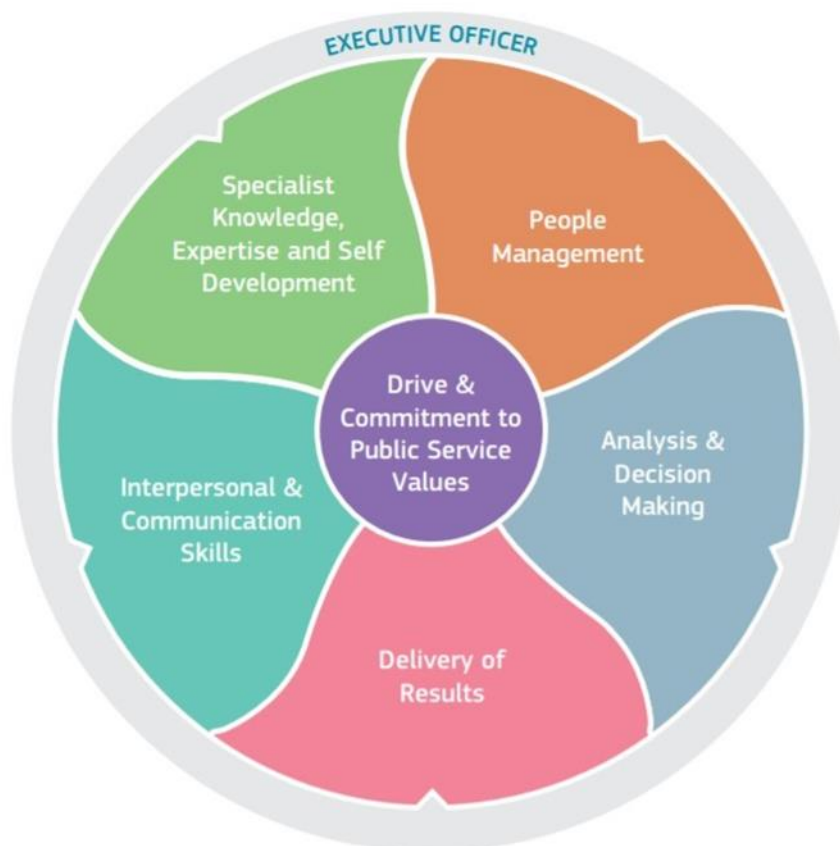 EXECUTIVE OFFICER
Specialist
Knowledge,
Expertise and Self
Development
People
Management
Drive &
Commitment to
Public Service
Values
Analysis &
Decision
Making
Interpersonal &
Communication
Skills
Delivery of
Results